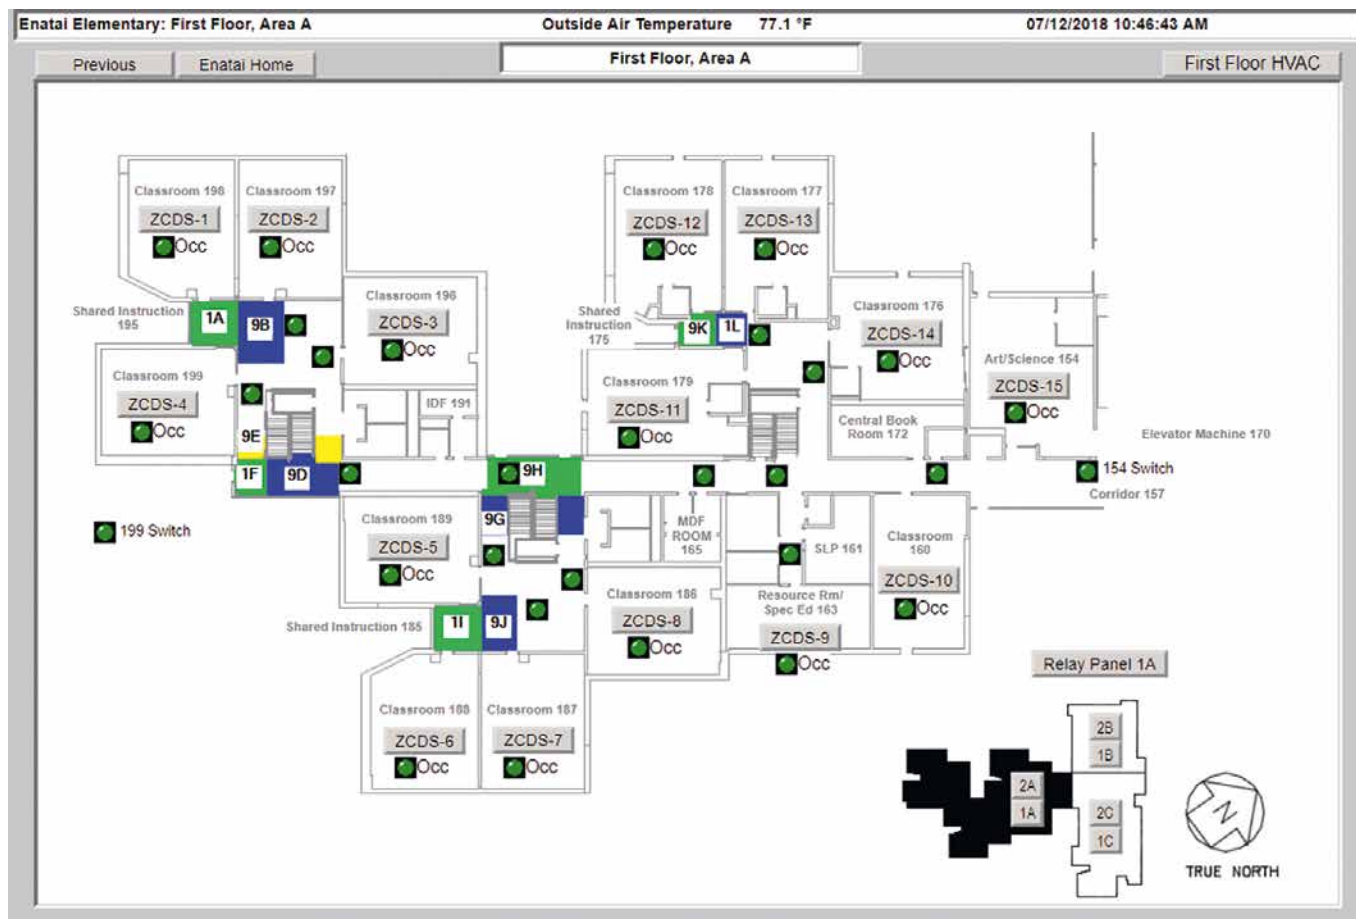 Enatai Elementary: First Floor, Area A
Outside Air Temperature 77.1 °F
07/12/2018 10:46:43 AM
Previous
Enatai Home
First Floor, Area A
First Floor HVAC
Classroom 198
ZCDS-1
Occ
Classroom 197
ZCDS-2
Occ
Classroom 178
ZCDS-12
Occ
Classroom 177
ZCDS-13
Occ
Shared Instruction
195
1A
9B
Classroom 196
ZCDS-3
Occ
Shared
Instruction
175
9K
1L
Classroom 176
ZCDS-14
Occ
Art/Science 154
ZCDS-15
Occ
Classroom 199
ZCDS-4
Occ
IDF 191
Classroom 179
ZCDS-11
Occ
Central Book
Room 172
Elevator Machine 170
9E
1F
9D
9H
154 Switch
Corridor 157
199 Switch
Classroom 189
ZCDS-5
Occ
9G
MDF
ROOM
165
SLP 161
Classroom
160
ZCDS-10
Occ
Shared Instruction 185
1I
9J
Classroom 186
ZCDS-8
Occ
Resource Rm/
Spec Ed 163
ZCDS-9
Occ
Relay Panel 1A
Classroom 188
ZCDS-6
Occ
Classroom 187
ZCDS-7
Occ
2B
1B
2A
1A
2C
1C
N
TRUE NORTH